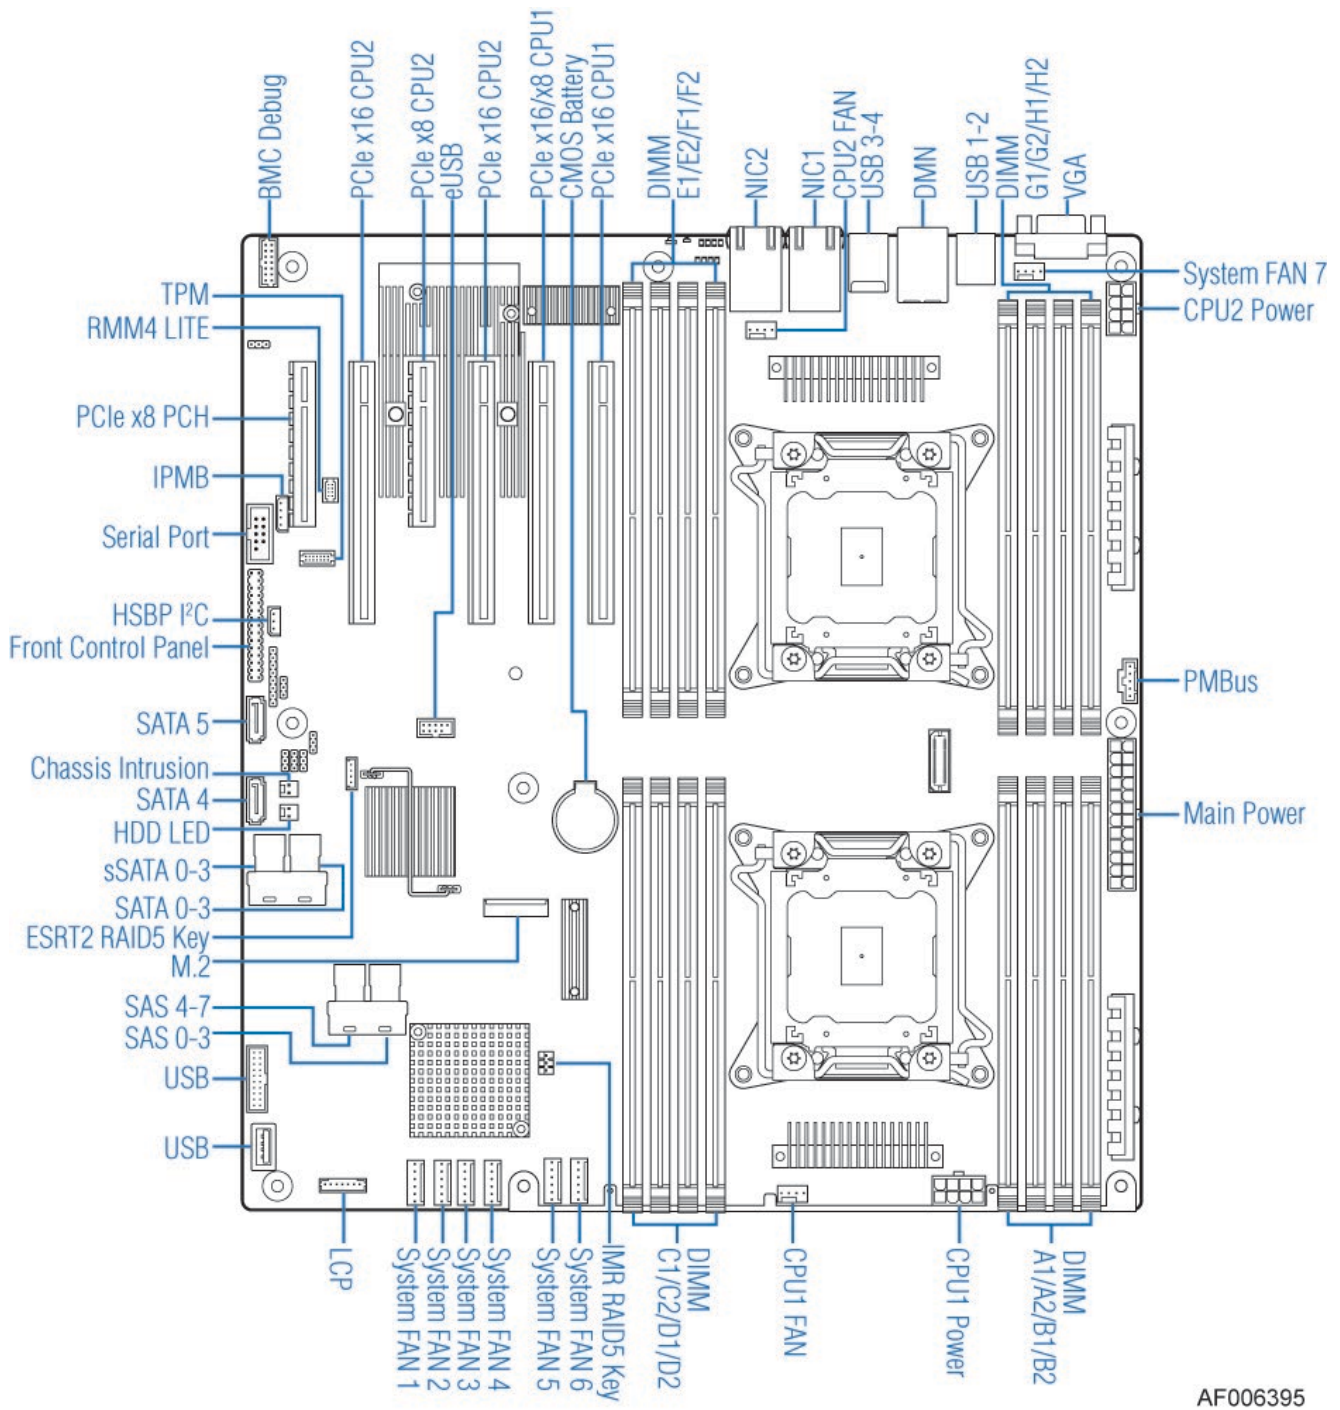 BMC Debug
PCIe x16 CPU2
PCIe x8 CPU2
eUSB
PCIe x16 CPU2
PCIe x16/x8 CPU1
CMOS Battery
PCIe x16 CPU1
DIMM
E1/E2/F1/F2
NIC2
NIC1
CPU2 FAN
USB 3-4
DMN
USB 1-2
DIMM
G1/G2/H1/H2
VGA
System FAN 7
CPU2 Power
PMBus
Main Power
TPM
RMM4 LITE
PCIe x8 PCH
IPMB
Serial Port
HSBP I²C
Front Control Panel
SATA 5
Chassis Intrusion
SATA 4
HDD LED
sSATA 0-3
SATA 0-3
ESRT2 RAID5 Key
M.2
SAS 4-7
SAS 0-3
USB
USB
LCP
System FAN 1
System FAN 2
System FAN 3
System FAN 4
System FAN 5
System FAN 6
IMR RAID5 Key
DIMM
C1/C2/D1/D2
CPU1 FAN
CPU1 Power
DIMM
A1/A2/B1/B2
AF006395